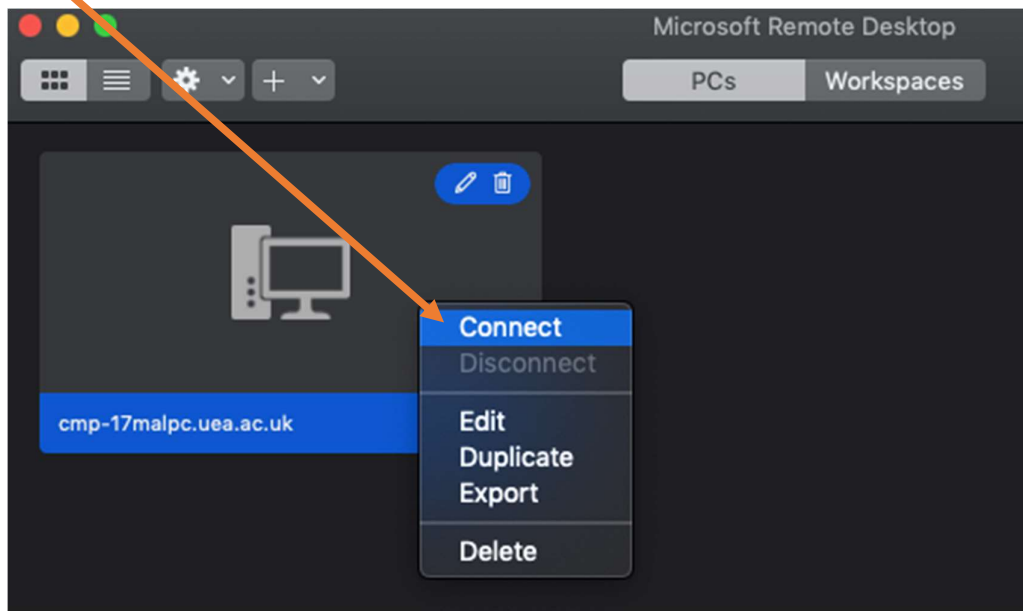 Microsoft Remote Desktop
PCs Workspaces
Connect
Disconnect
cmp-17malpc.uea.ac.uk
Edit
Duplicate
Export
Delete